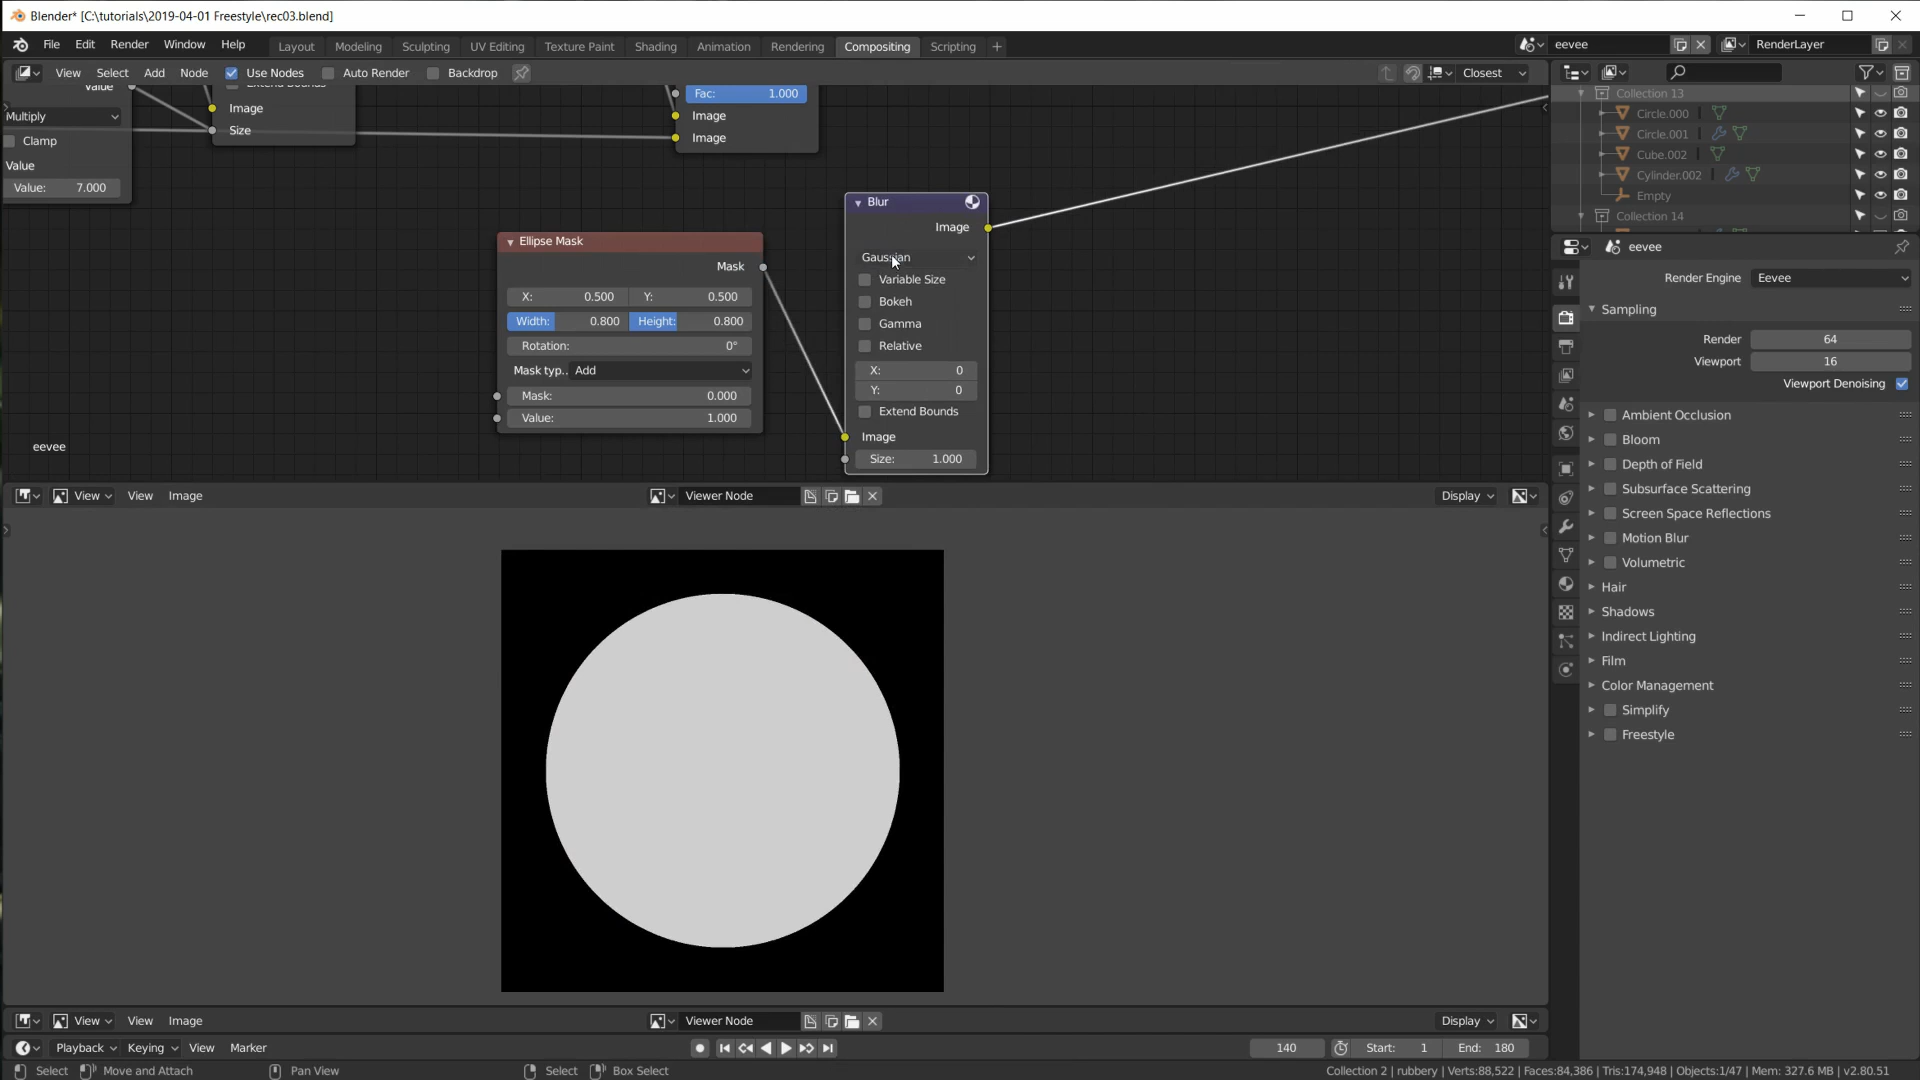 Blender* [C:\tutorials\2019-04-01 Freestyle\rec03.blend]
File Edit Render Window Help Layout Modeling Sculpting UV Editing Texture Paint Shading Animation Rendering Compositing Scripting + eevee RenderLayer
View Select Add Node Use Nodes Auto Render Backdrop Closest
Value
Multiply
Clamp
Value
Value: 7.000
Extend Bounds
Image
Size
Fac: 1.000
Image
Image
Ellipse Mask
Mask
X: 0.500 Y: 0.500
Width: 0.800 Height: 0.800
Rotation: 0°
Mask typ.. Add
Mask: 0.000
Value: 1.000
Blur
Image
Gaussian
Variable Size
Bokeh
Gamma
Relative
X: 0
Y: 0
Extend Bounds
Image
Size: 1.000
eevee
View View Image Viewer Node Display
View View Image Viewer Node Display
Playback Keying View Marker 140 Start: 1 End: 180
Select Move and Attach Pan View Select Box Select Collection 2 | rubbery | Verts:88,522 | Faces:84,386 | Tris:174,948 | Objects:1/47 | Mem: 327.6 MB | v2.80.51
Collection 13
Circle.000
Circle.001
Cube.002
Cylinder.002
Empty
Collection 14
eevee
Render Engine Eevee
Sampling
Render 64
Viewport 16
Viewport Denoising
Ambient Occlusion
Bloom
Depth of Field
Subsurface Scattering
Screen Space Reflections
Motion Blur
Volumetric
Hair
Shadows
Indirect Lighting
Film
Color Management
Simplify
Freestyle